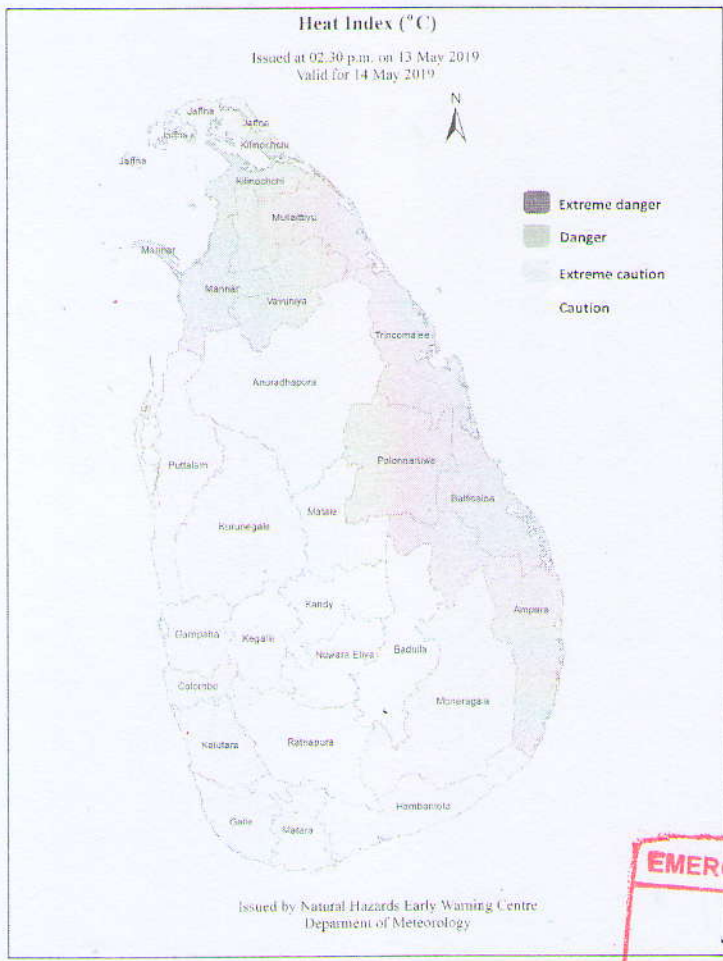 Heat Index (°C)
Issued at 02.30 p.m. on 13 May 2019
Valid for 14 May 2019
N
Jaffna
Jaffna
Jaffna
Kilinochchi
Jaffna
Kilinochchi
Mullaitivu
Extreme danger
Danger
Mannar
Extreme caution
Mannar
Vavuniya
Caution
Trincomalee
Anuradhapura
Polonnaruwa
Puttalam
Batticaloa
Matale
Kurunegale
Kandy
Ampara
Gampaha
Kegalle
Nuwara Eliya
Badulla
Colombo
Moneragala
Kalutara
Ratnapura
Hambantota
Galle
Matara
EMER
Issued by Natural Hazards Early Warning Centre
Deparment of Meteorology